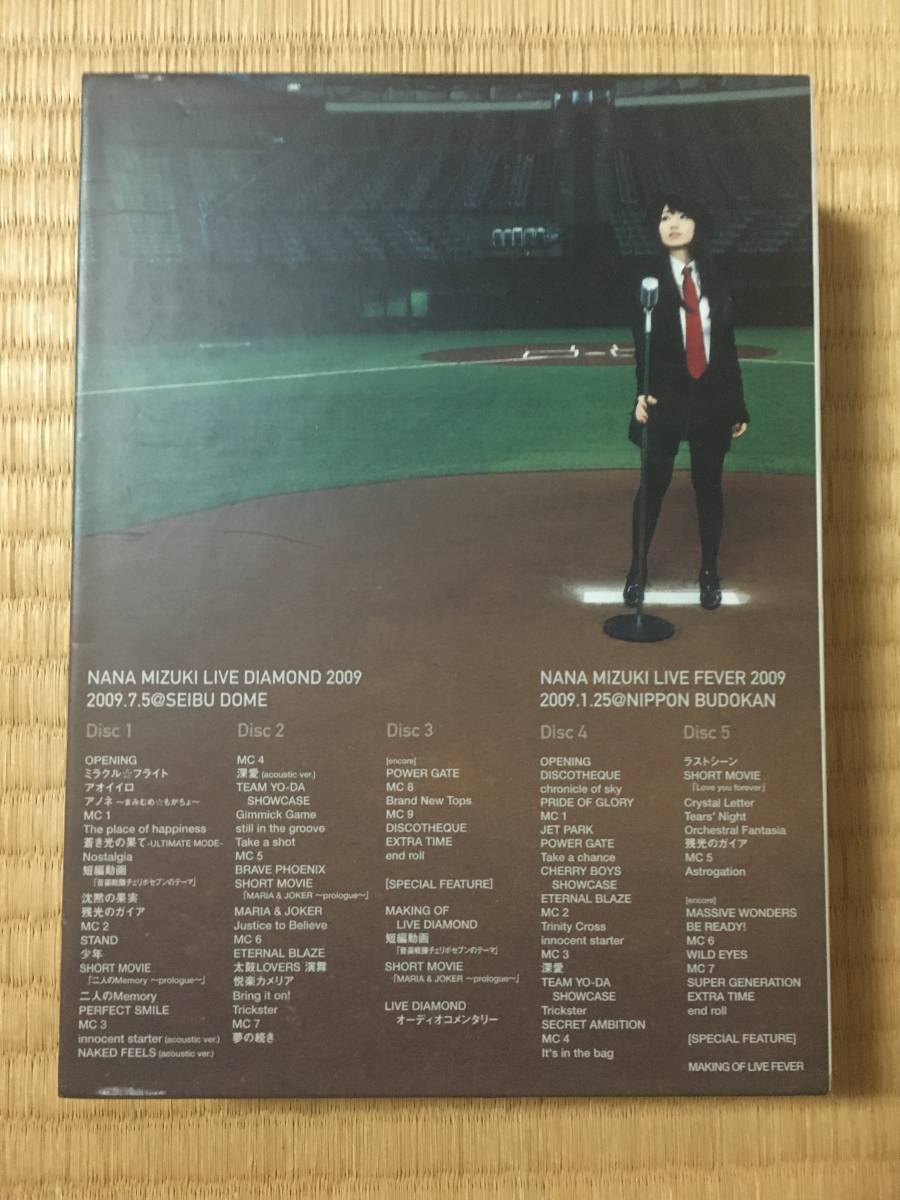 NANA MIZUKI LIVE DIAMOND 2009
2009.7.5@SEIBU DOME
Disc 1
OPENING
ミラクル☆フライト
アオイイロ
アノネ ～まみむめ☆もがちょ～
MC 1
The place of happiness
蒼き光の果て-ULTIMATE MODE-
Nostalgia
短編動画
「音楽戦隊チェリボセブンのテーマ」
沈黙の果実
残光のガイア
MC 2
STAND
少年
SHORT MOVIE
「二人のMemory ～prologue～」
二人のMemory
PERFECT SMILE
MC 3
innocent starter (acoustic ver.)
NAKED FEELS (acoustic ver.)
Disc 2
MC 4
深愛 (acoustic ver.)
TEAM YO-DA
SHOWCASE
Gimmick Game
still in the groove
Take a shot
MC 5
BRAVE PHOENIX
SHORT MOVIE
「MARIA & JOKER ～prologue～」
MARIA & JOKER
Justice to Believe
MC 6
ETERNAL BLAZE
太鼓LOVERS 演舞
悦楽カメリア
Bring it on!
Trickster
MC 7
夢の続き
Disc 3
[encore]
POWER GATE
MC 8
Brand New Tops
MC 9
DISCOTHEQUE
EXTRA TIME
end roll
[SPECIAL FEATURE]
MAKING OF
LIVE DIAMOND
短編動画
「音楽戦隊チェリボセブンのテーマ」
SHORT MOVIE
「MARIA & JOKER ～prologue～」
LIVE DIAMOND
オーディオコメンタリー
NANA MIZUKI LIVE FEVER 2009
2009.1.25@NIPPON BUDOKAN
Disc 4
OPENING
DISCOTHEQUE
chronicle of sky
PRIDE OF GLORY
MC 1
JET PARK
POWER GATE
Take a chance
CHERRY BOYS
SHOWCASE
ETERNAL BLAZE
MC 2
Trinity Cross
innocent starter
MC 3
深愛
TEAM YO-DA
SHOWCASE
Trickster
SECRET AMBITION
MC 4
It's in the bag
Disc 5
ラストシーン
SHORT MOVIE
「Love you forever」
Crystal Letter
Tears' Night
Orchestral Fantasia
残光のガイア
MC 5
Astrogation
[encore]
MASSIVE WONDERS
BE READY!
MC 6
WILD EYES
MC 7
SUPER GENERATION
EXTRA TIME
end roll
[SPECIAL FEATURE]
MAKING OF LIVE FEVER